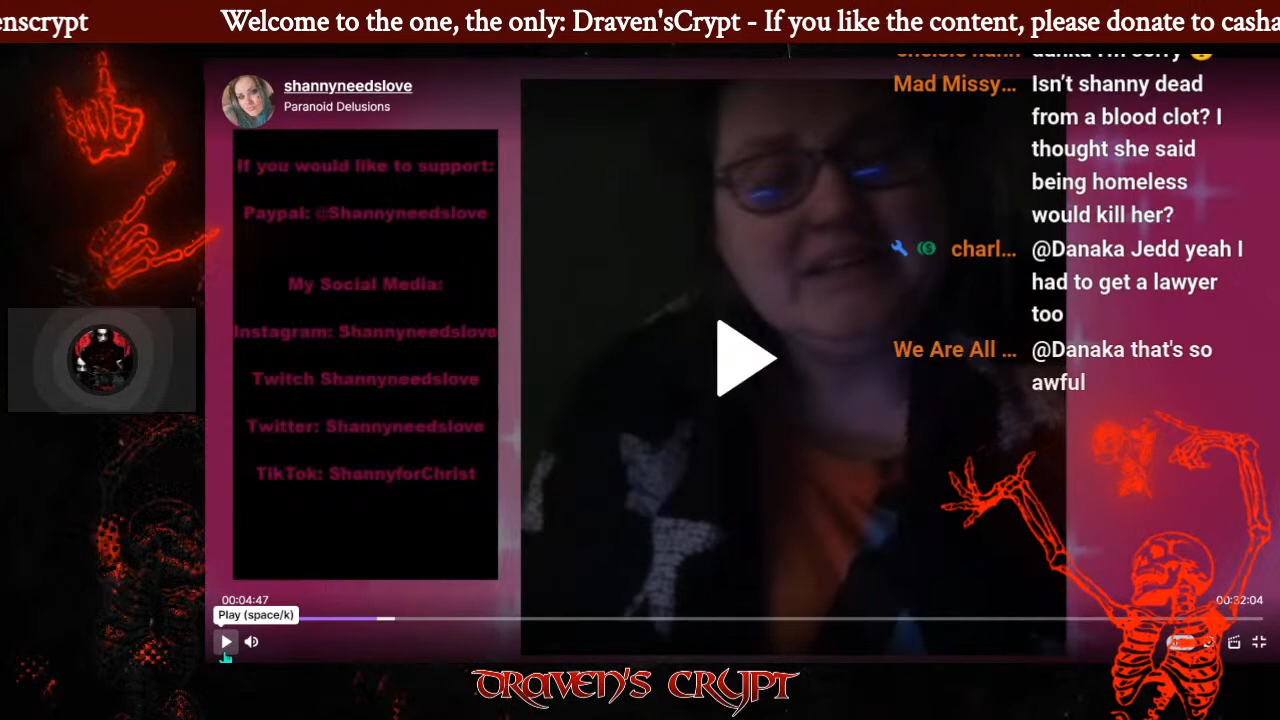 enscrypt Welcome to the one, the only: Draven'sCrypt - If you like the content, please donate to casha
shannyneedslove
Paranoid Delusions
If you would like to support:
Paypal: @Shannyneedslove
My Social Media:
Instagram: Shannyneedslove
Twitch Shannyneedslove
Twitter: Shannyneedslove
TikTok: ShannyforChrist
Mad Missy… Isn’t shanny dead
from a blood clot? I
thought she said
being homeless
would kill her?
charl… @Danaka Jedd yeah I
had to get a lawyer
too
We Are All … @Danaka that's so
awful
00:04:47
00:32:04
Play (space/k)
DRAVEN'S CRYPT